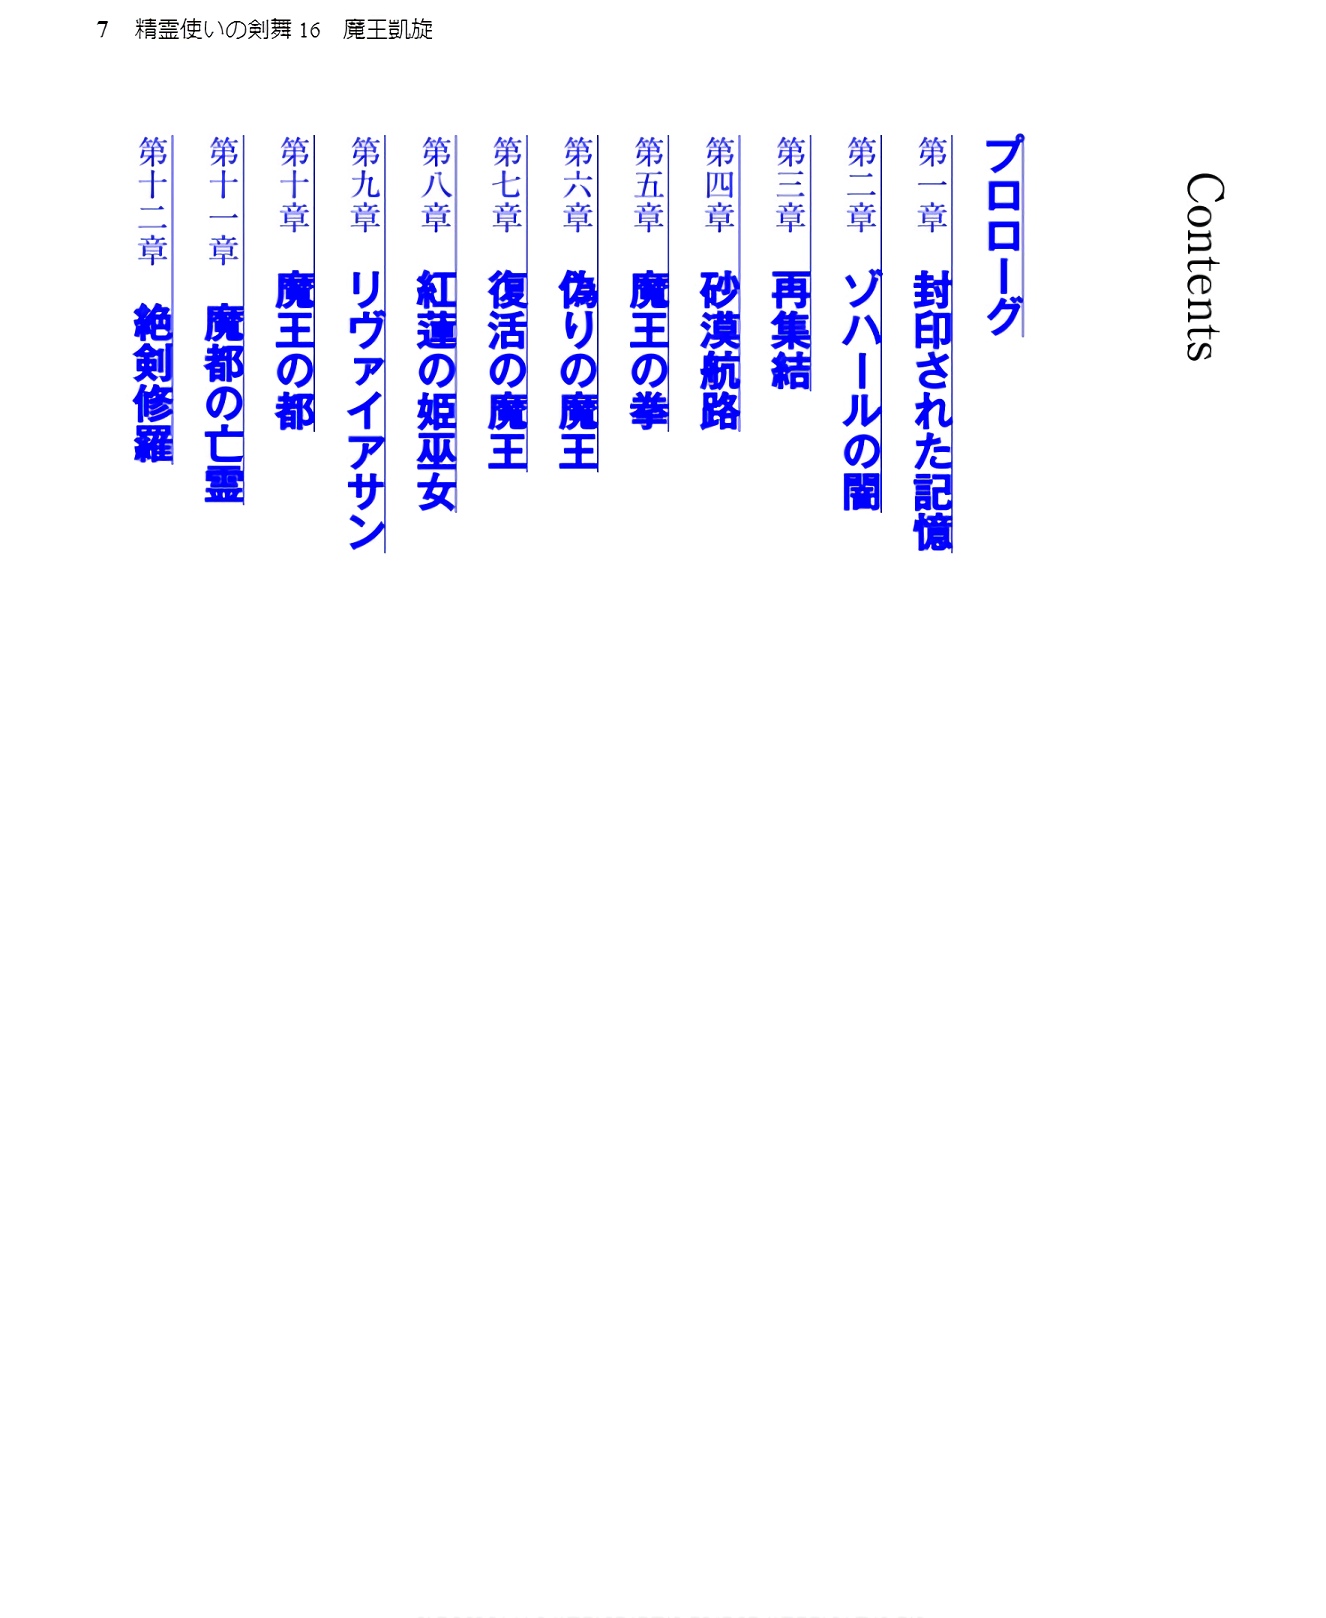 7 精霊使いの剣舞 16 魔王凱旋
Contents
プロローグ
第一章 封印された記憶
第二章 ゾハールの闇
第三章 再集結
第四章 砂漠航路
第五章 魔王の拳
第六章 偽りの魔王
第七章 復活の魔王
第八章 紅蓮の姫巫女
第九章 リヴァイアサン
第十章 魔王の都
第十一章 魔都の亡霊
第十二章 絶剣修羅